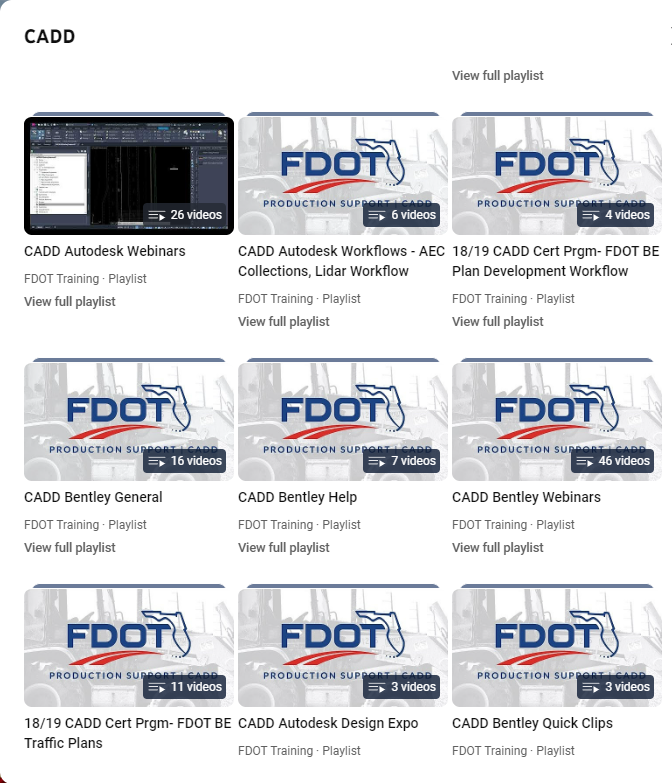 CADD
View full playlist
26 videos
FDOT
PRODUCTION SUPPORT | CADD
6 videos
FDOT
PRODUCTION SUPPORT | CADD
4 videos
CADD Autodesk Webinars
FDOT Training · Playlist
View full playlist
CADD Autodesk Workflows - AEC
Collections, Lidar Workflow
FDOT Training · Playlist
View full playlist
18/19 CADD Cert Prgm- FDOT BE
Plan Development Workflow
FDOT Training · Playlist
View full playlist
FDOT
PRODUCTION SUPPORT | CADD
16 videos
FDOT
PRODUCTION SUPPORT | CADD
7 videos
FDOT
PRODUCTION SUPPORT | CADD
46 videos
CADD Bentley General
FDOT Training · Playlist
View full playlist
CADD Bentley Help
FDOT Training · Playlist
View full playlist
CADD Bentley Webinars
FDOT Training · Playlist
View full playlist
FDOT
PRODUCTION SUPPORT | CADD
11 videos
FDOT
PRODUCTION SUPPORT | CADD
3 videos
FDOT
PRODUCTION SUPPORT | CADD
3 videos
18/19 CADD Cert Prgm- FDOT BE
Traffic Plans
CADD Autodesk Design Expo
FDOT Training · Playlist
CADD Bentley Quick Clips
FDOT Training · Playlist